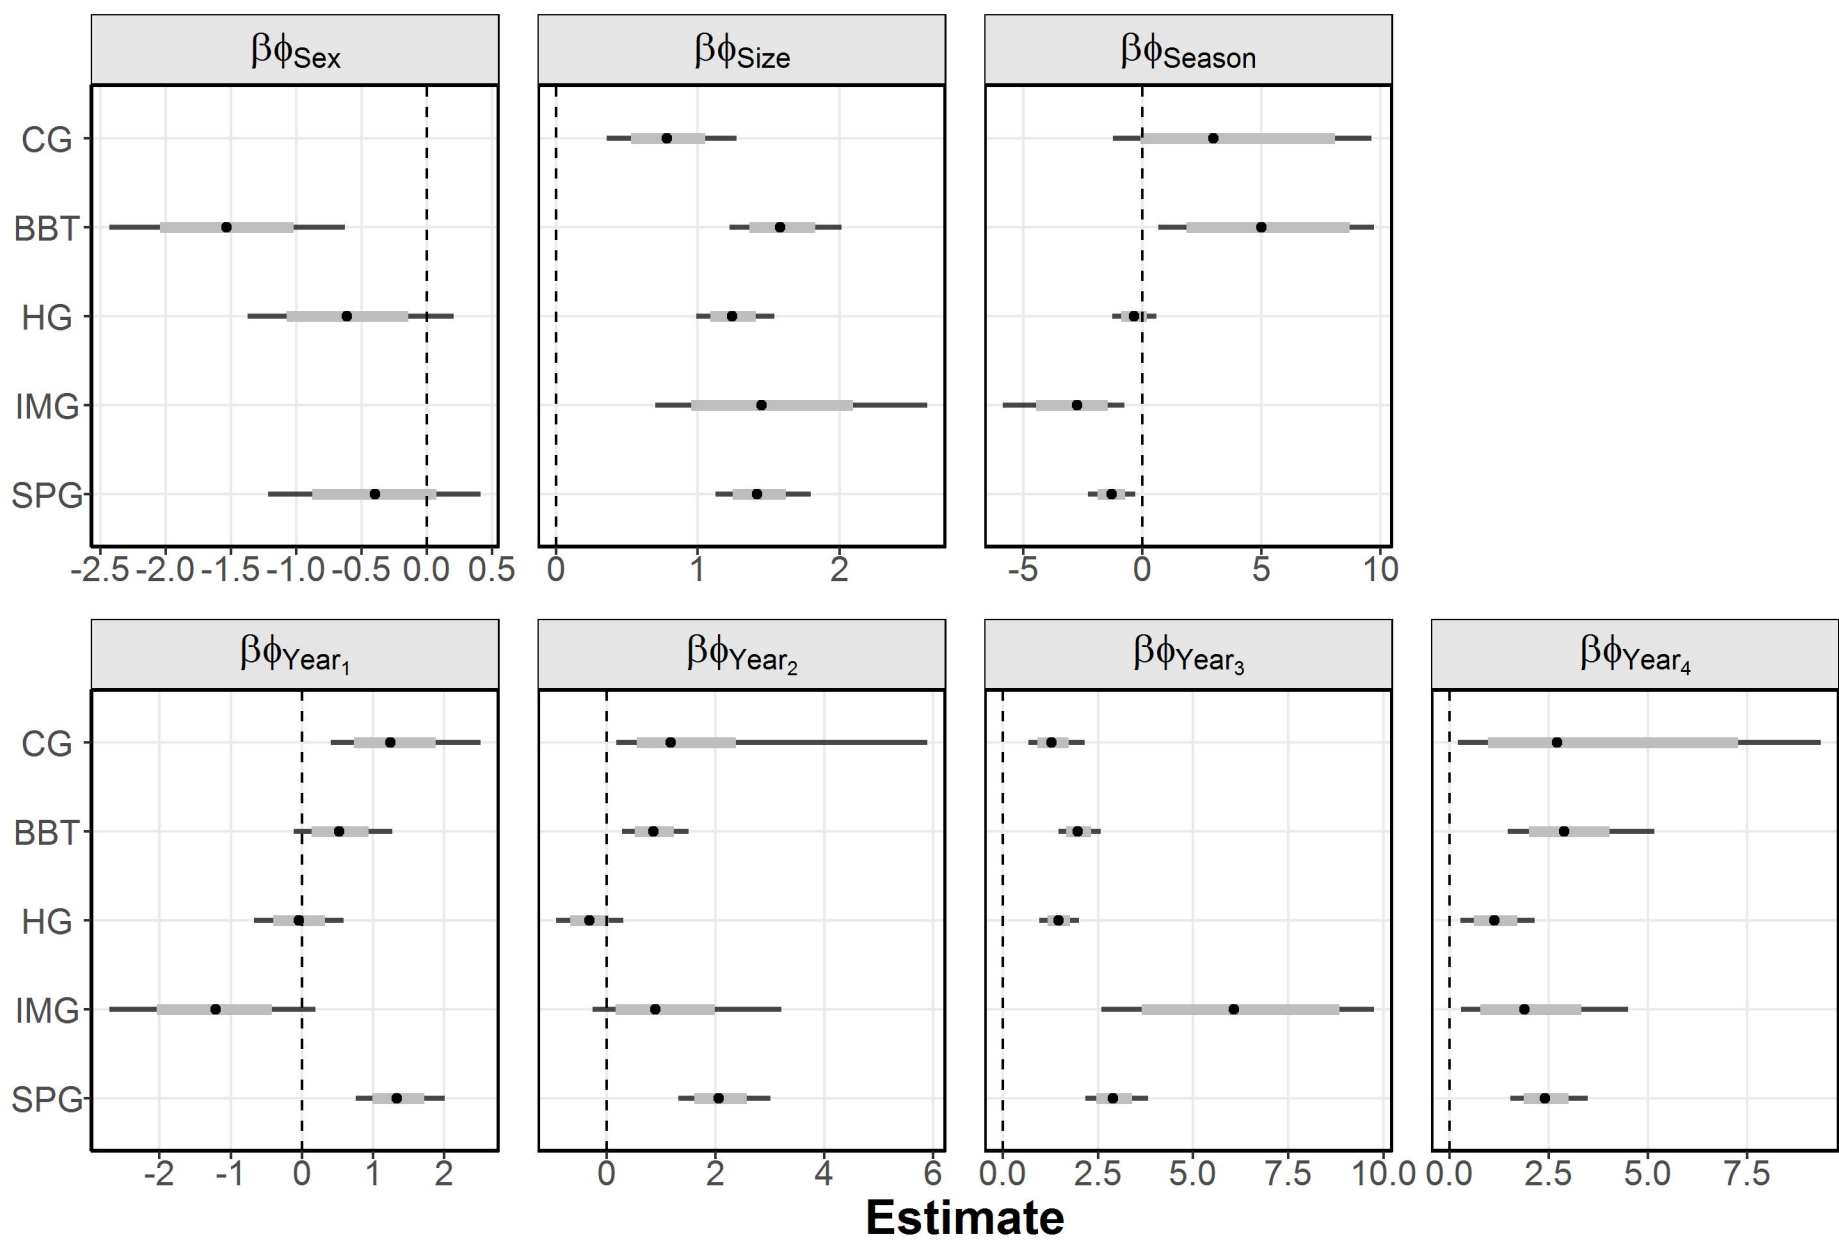 βϕSex βϕSize βϕSeason
CG
BBT
HG
IMG
SPG
-2.5 -2.0 -1.5 -1.0 -0.5 0.0 0.5 0 1 2 -5 0 5 10
βϕYear1 βϕYear2 βϕYear3 βϕYear4
CG
BBT
HG
IMG
SPG
-2 -1 0 1 2 0 2 4 6 0.0 2.5 5.0 7.5 10.0 0.0 2.5 5.0 7.5
Estimate